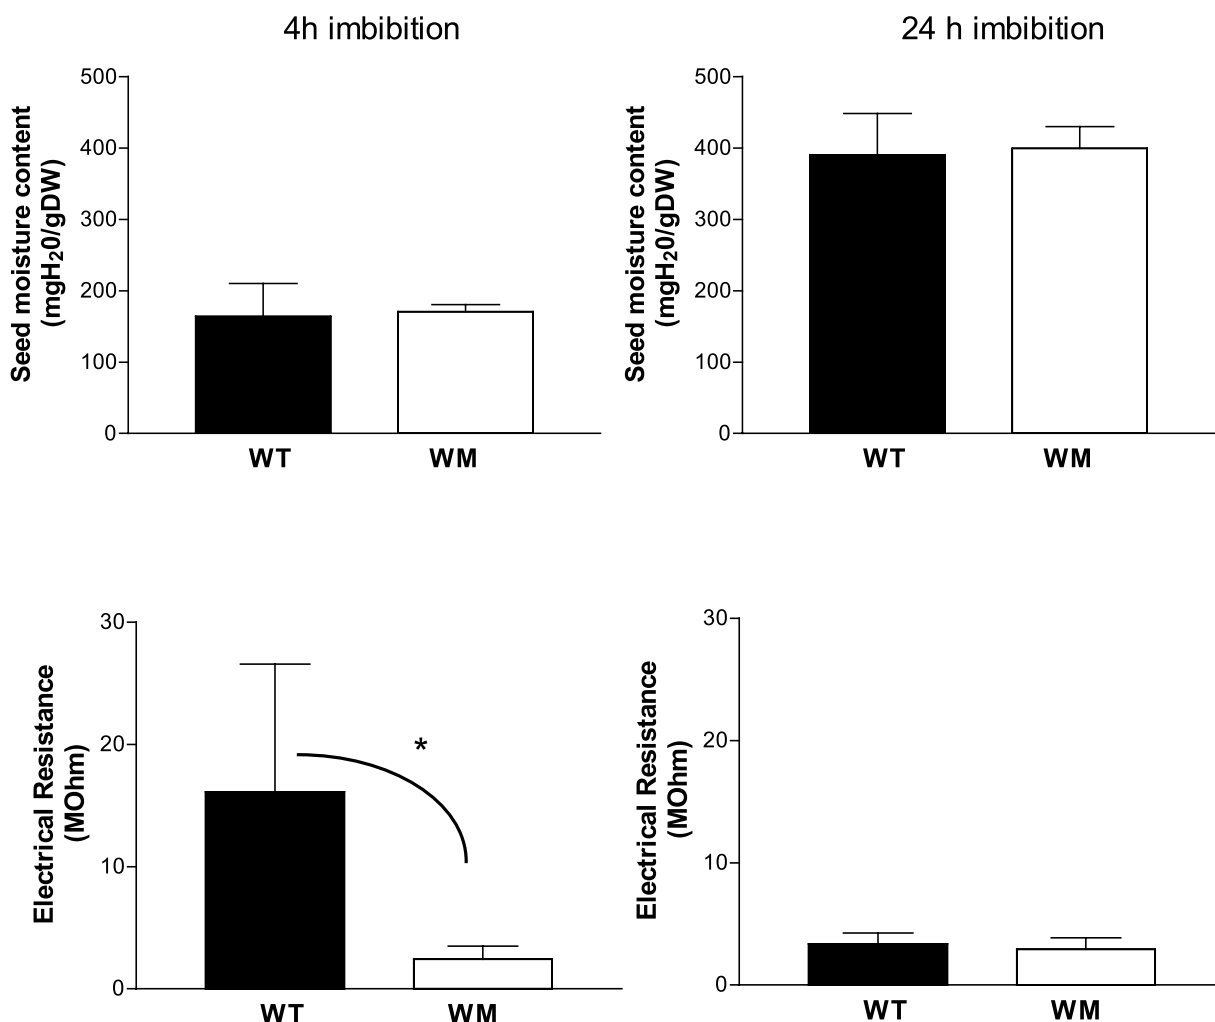 4h imbibition
24 h imbibition
Seed moisture content
(mgH₂0/gDW)
500
400
300
200
100
0
WT
WM
Seed moisture content
(mgH₂0/gDW)
500
400
300
200
100
0
WT
WM
Electrical Resistance
(MOhm)
30
20
10
0
*
WT
WM
Electrical Resistance
(MOhm)
30
20
10
0
WT
WM